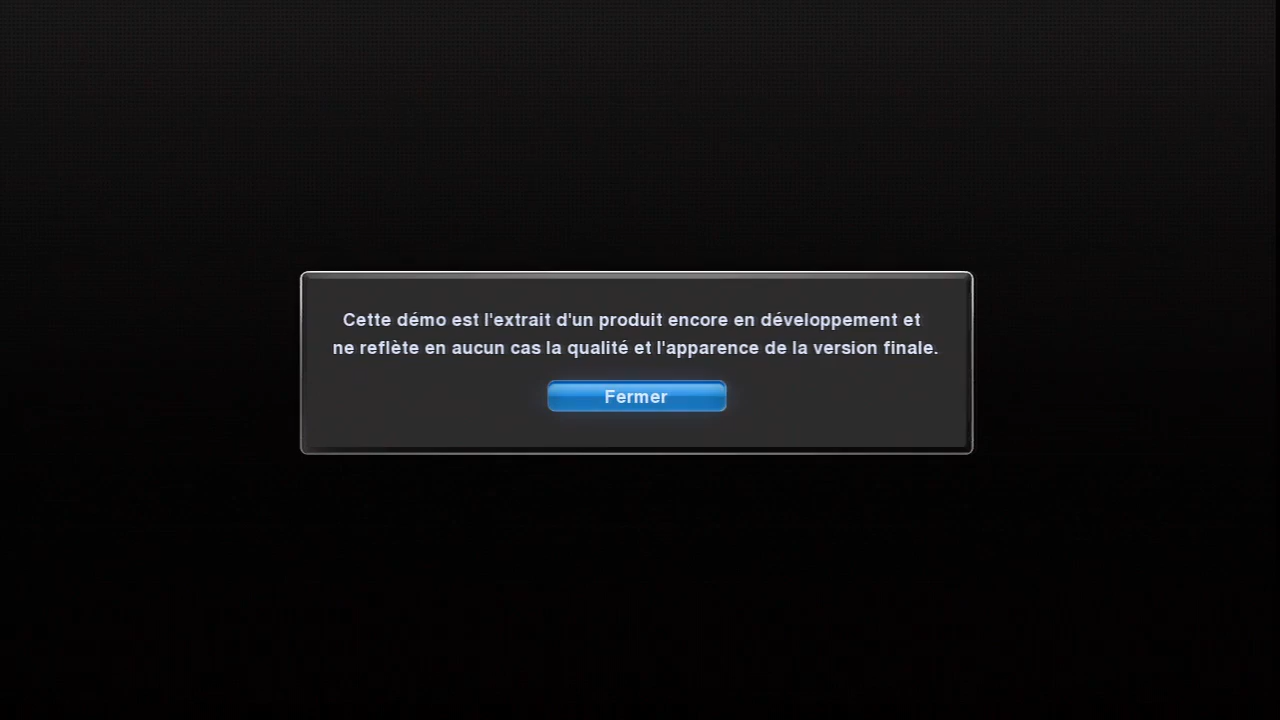 Cette démo est l'extrait d'un produit encore en développement et
ne reflète en aucun cas la qualité et l'apparence de la version finale.
Fermer